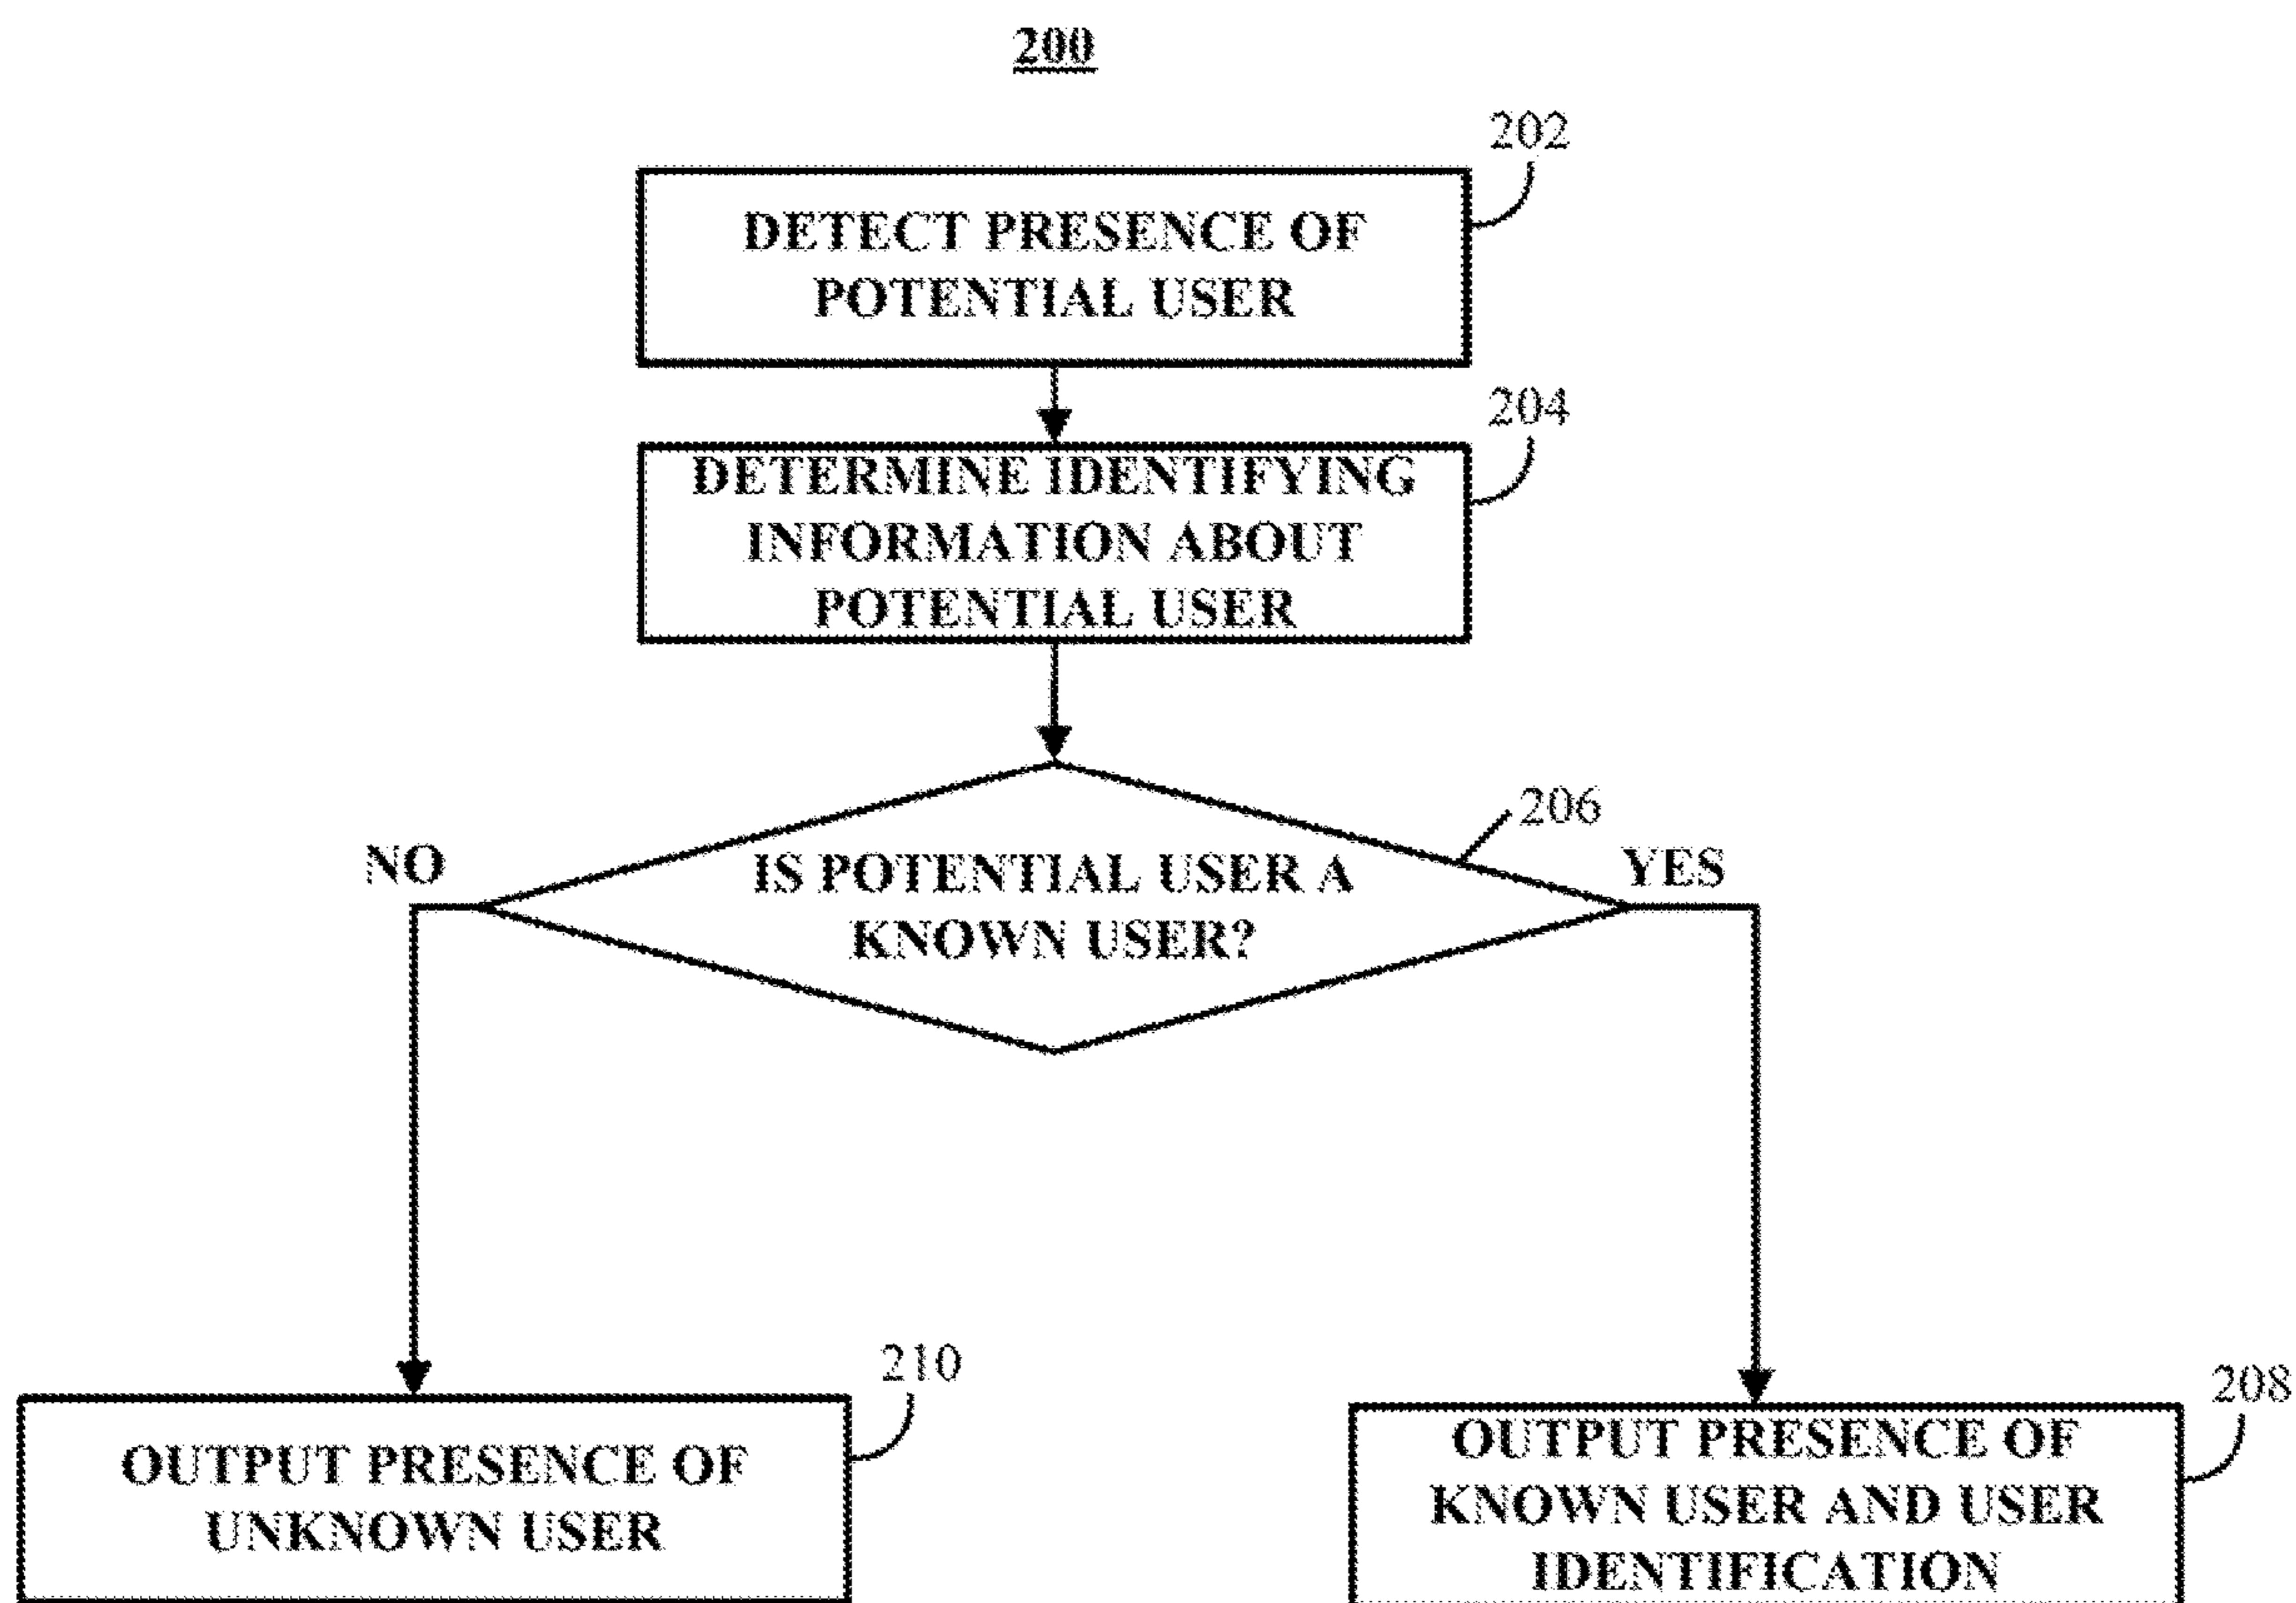 200
202
DETECT PRESENCE OF
POTENTIAL USER
204
DETERMINE IDENTIFYING
INFORMATION ABOUT
POTENTIAL USER
206
NO
IS POTENTIAL USER A
KNOWN USER?
YES
210
OUTPUT PRESENCE OF
UNKNOWN USER
208
OUTPUT PRESENCE OF
KNOWN USER AND USER
IDENTIFICATION